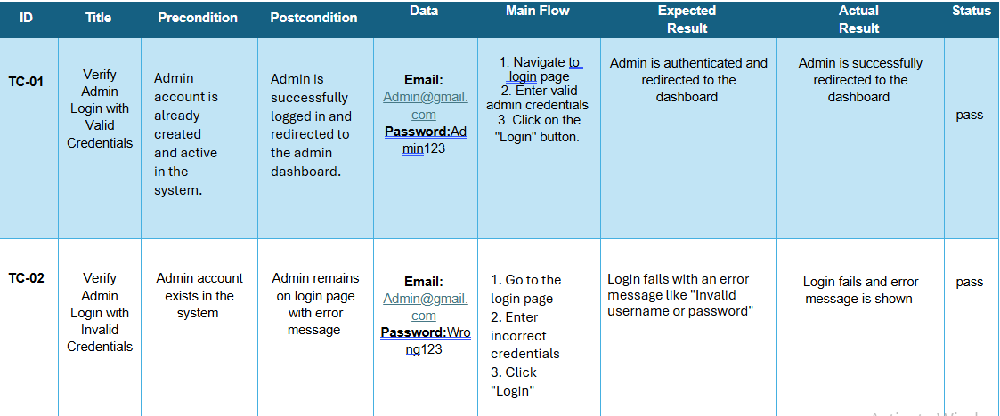 ID
Title
Precondition
Postcondition
Data
Main Flow
Expected
Result
Actual
Result
Status
TC-01
Verify
Admin
Login with
Valid
Credentials
Admin
account is
already
created
and active
in the
system.
Admin is
successfully
logged in and
redirected to
the admin
dashboard.
Email:
Admin@gmail.
com
Password:Ad
min123
1. Navigate to
login page
2. Enter valid
admin credentials
3. Click on the
"Login" button.
Admin is authenticated and
redirected to the
dashboard
Admin is successfully
redirected to the
dashboard
pass
TC-02
Verify
Admin
Login with
Invalid
Credentials
Admin account
exists in the
system
Admin remains
on login page
with error
message
Email:
Admin@gmail.
com
Password:Wro
ng123
1. Go to the
login page
2. Enter
incorrect
credentials
3. Click
"Login"
Login fails with an error
message like "Invalid
username or password"
Login fails and error
message is shown
pass